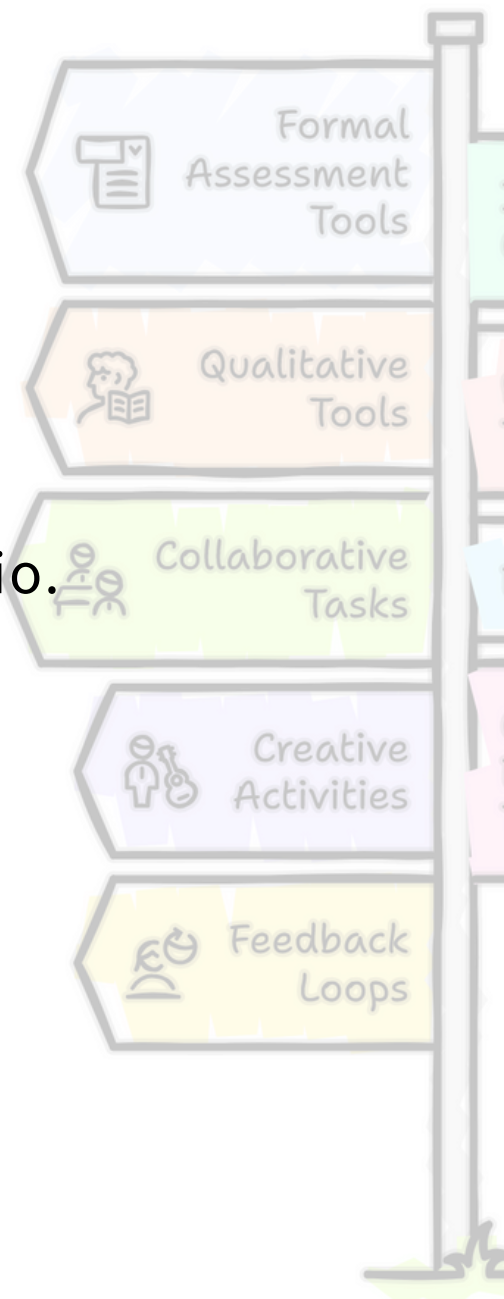 Formal
Assessment
Tools
Qualitative
Tools
io.
Collaborative
Tasks
Creative
Activities
Feedback
Loops